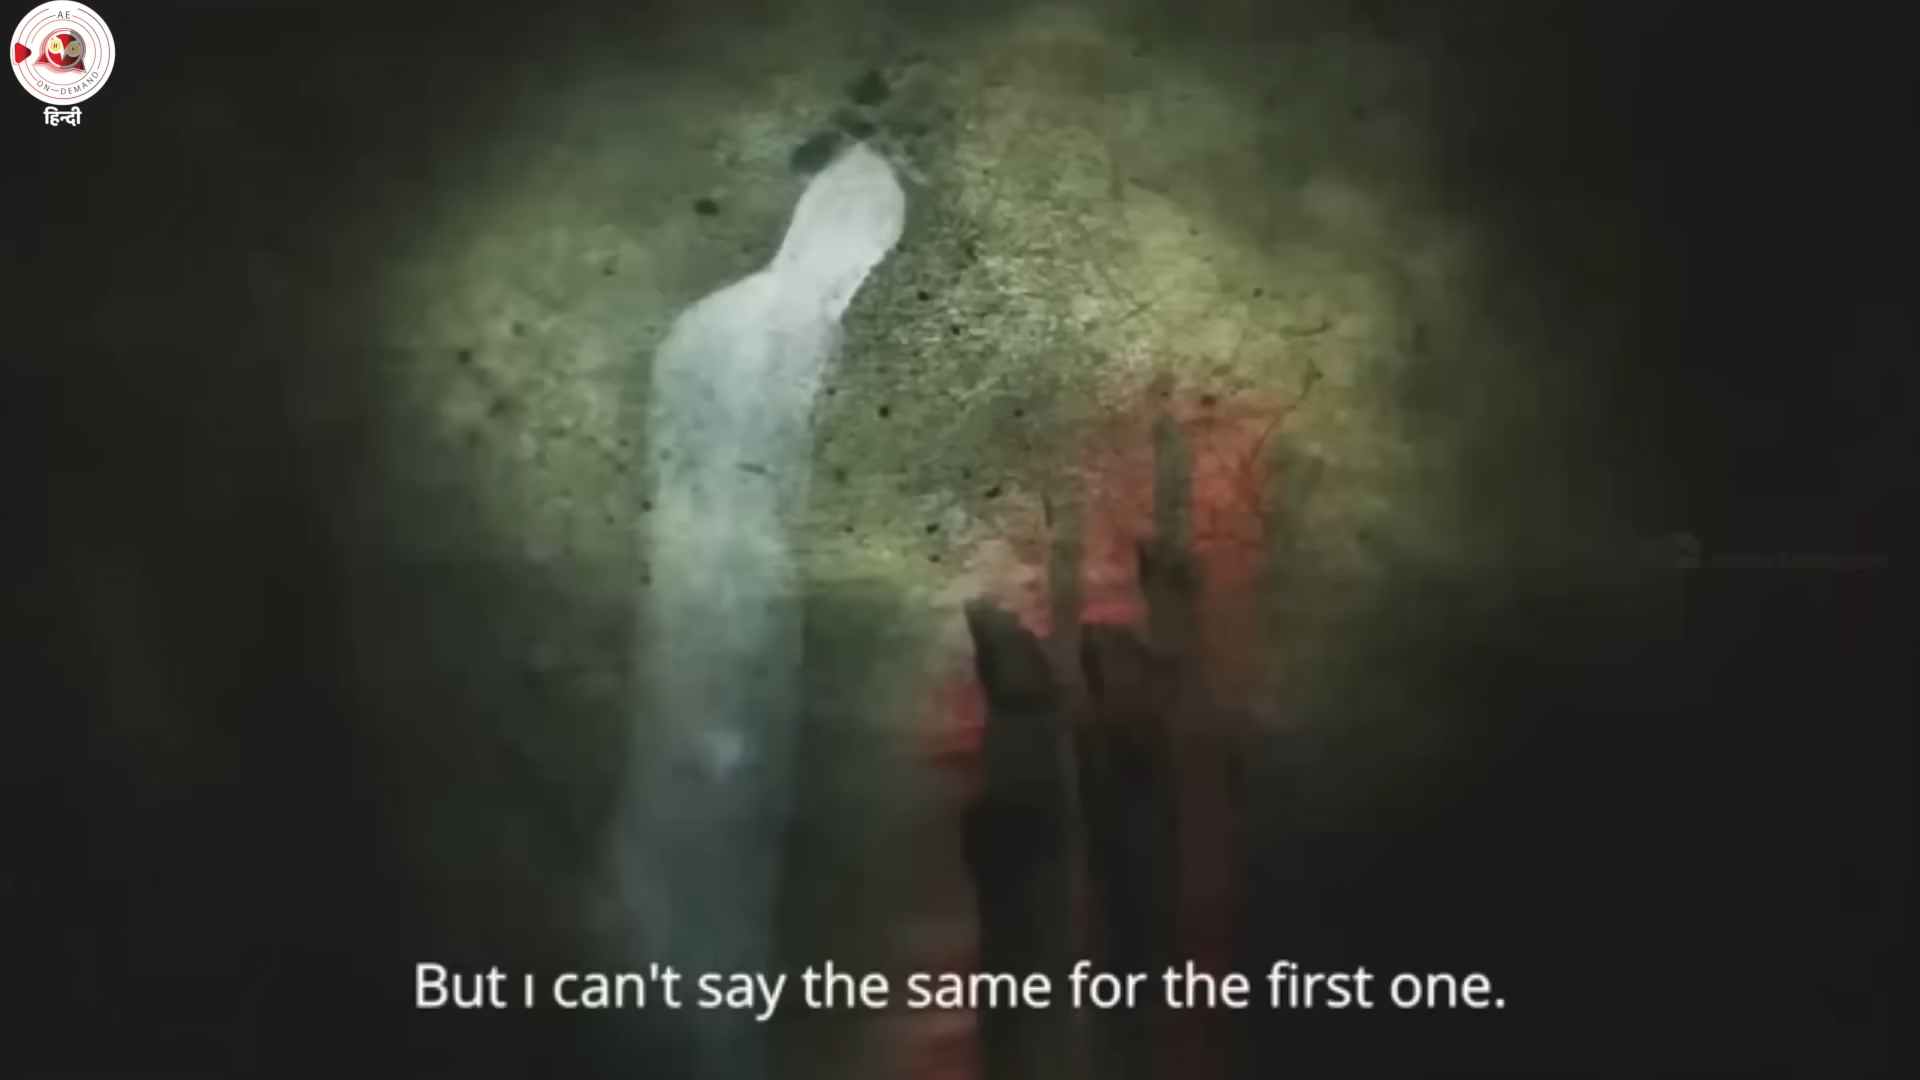 AE
ON-DEMAND
हिन्दी
But ı can't say the same for the first one.